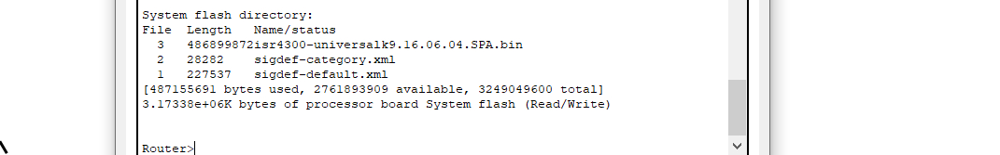 System flash directory:
File  Length   Name/status
  3   486899872isr4300-universalk9.16.06.04.SPA.bin
  2   28282    sigdef-category.xml
  1   227537   sigdef-default.xml
[487155691 bytes used, 2761893909 available, 3249049600 total]
3.17338e+06K bytes of processor board System flash (Read/Write)
Router>